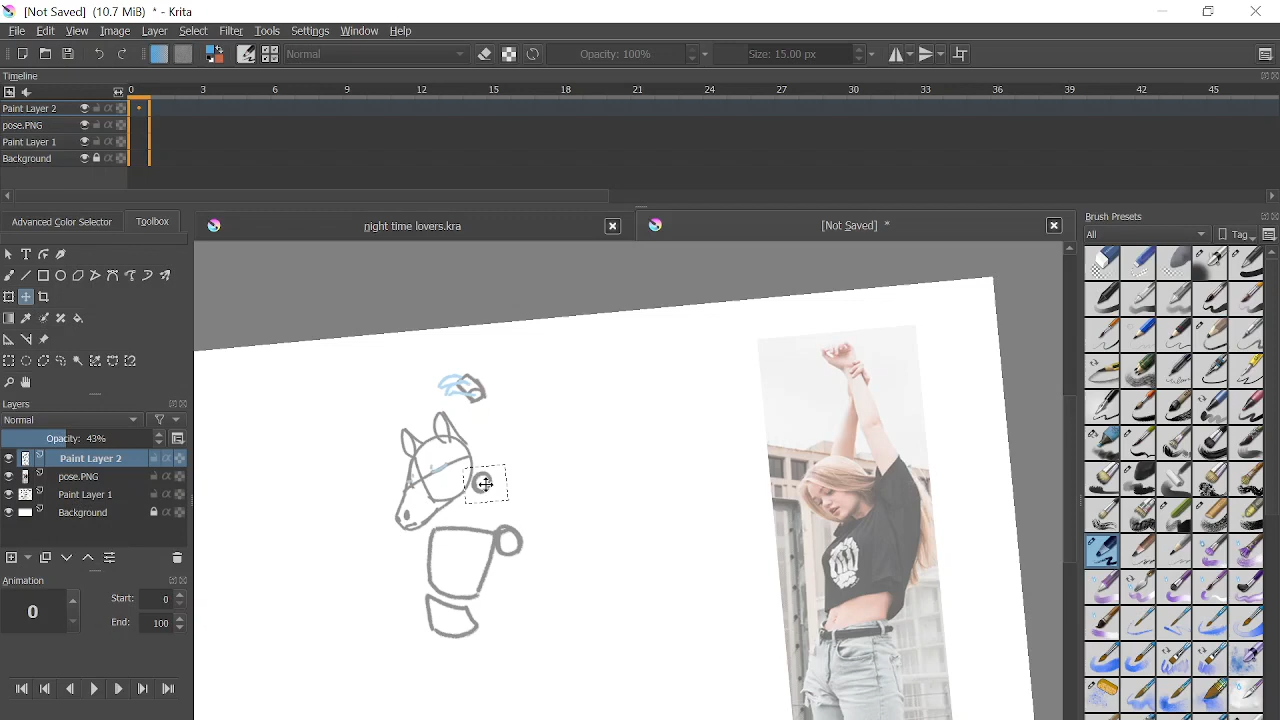 [Not Saved] (10.7 MiB) * - Krita
File Edit View Image Layer Select Filter Tools Settings Window Help
Normal Opacity: 100% Size: 15.00 px
Timeline
0 3 6 9 12 15 18 21 24 27 30 33 36 39 42 45
Paint Layer 2
pose.PNG
Paint Layer 1
Background
Advanced Color Selector Toolbox night time lovers.kra [Not Saved] * Brush Presets
All Tag
Layers
Normal
Opacity: 43%
Paint Layer 2
pose.PNG
Paint Layer 1
Background
Animation
0 Start: 0
End: 100